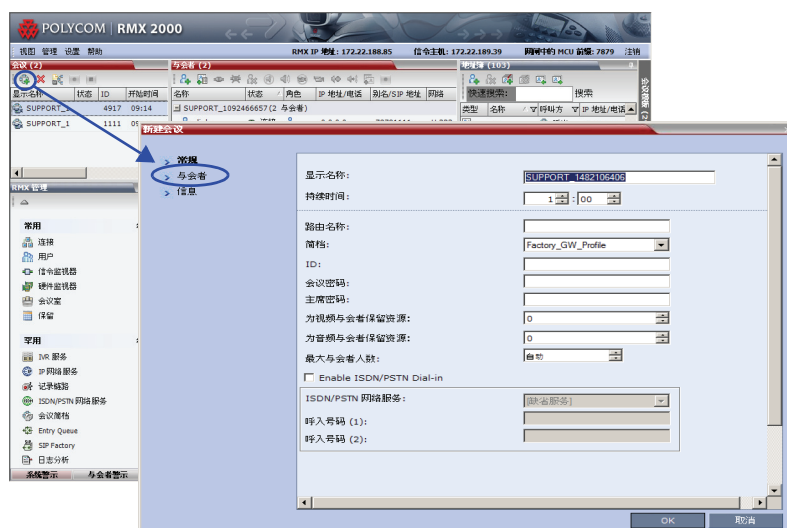 POLYCOM | RMX 2000
视图 管理 设置 帮助
RMX IP 地址: 172.22.188.85 信令主机: 172.22.189.39 网闸中的 MCU 前缀: 7879 注销
会议 (2)
显示名称 状态 ID 开始时间
SUPPORT_ 4917 09:14
SUPPORT_1 1111
与会者 (2)
名称 状态 角色 IP 地址/电话 别名/SIP 地址 网络
SUPPORT_1092466657(2 与会者)
地址簿 (103)
快速搜索: 搜索
类型 名称 呼叫方 IP 地址/电话
RMX 管理
常用
连接
用户
信令监视器
硬件监视器
会议室
保留
罕用
IVR 服务
IP 网络服务
记录链路
ISDN/PSTN 网络服务
会议简档
Entry Queue
SIP Factory
日志分析
系统警示 与会者警示
新建会议
常规
与会者
信息
显示名称: SUPPORT_1482106406
持续时间: 1 : 00
路由名称:
简档: Factory_GW_Profile
ID:
会议密码:
主席密码:
为视频与会者保留资源: 0
为音频与会者保留资源: 0
最大与会者人数: 自动
Enable ISDN/PSTN Dial-in
ISDN/PSTN 网络服务: [缺省服务]
呼入号码 (1):
呼入号码 (2):
OK 取消